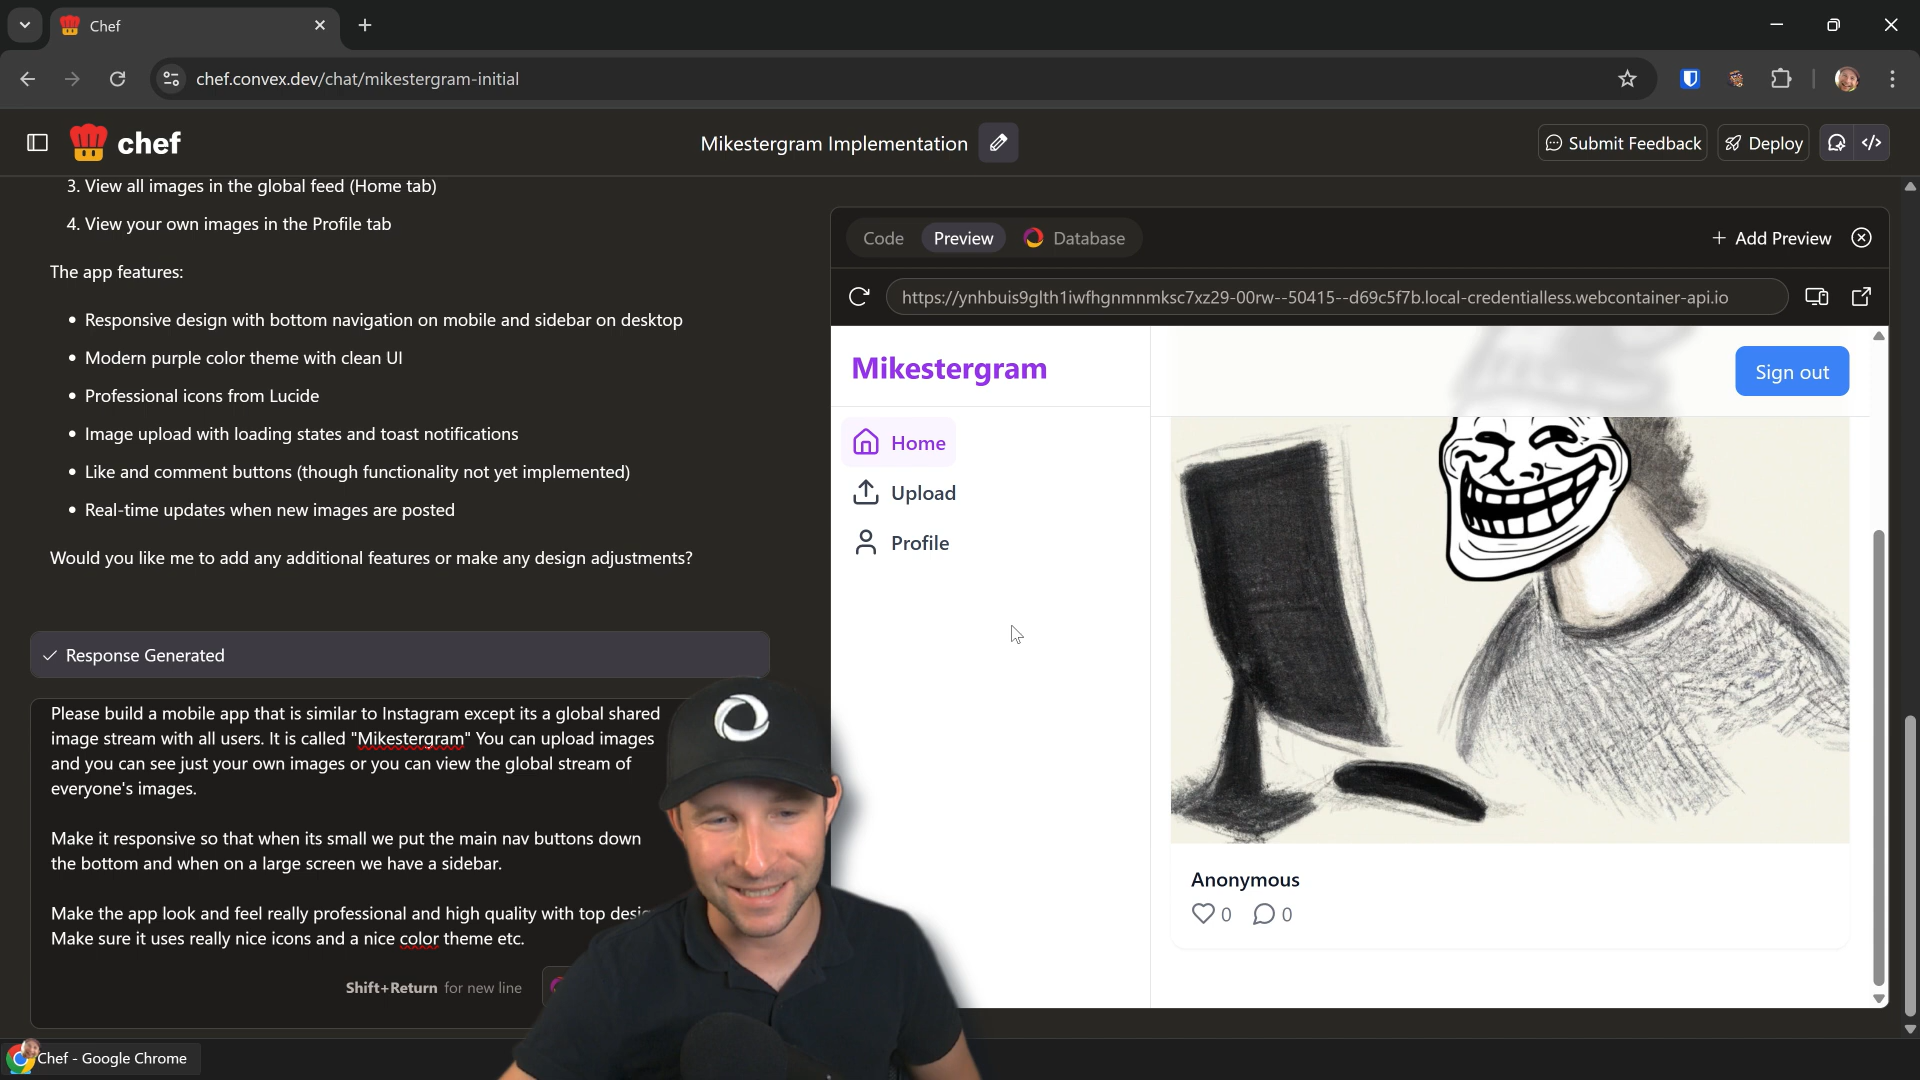 Chef
chef.convex.dev/chat/mikestergram-initial
chef
Mikestergram Implementation
Submit Feedback
Deploy
3. View all images in the global feed (Home tab)
4. View your own images in the Profile tab
The app features:
• Responsive design with bottom navigation on mobile and sidebar on desktop
• Modern purple color theme with clean UI
• Professional icons from Lucide
• Image upload with loading states and toast notifications
• Like and comment buttons (though functionality not yet implemented)
• Real-time updates when new images are posted
Would you like me to add any additional features or make any design adjustments?
Response Generated
Please build a mobile app that is similar to Instagram except its a global shared
image stream with all users. It is called "Mikestergram" You can upload images
and you can see just your own images or you can view the global stream of
everyone's images.
Make it responsive so that when its small we put the main nav buttons down
the bottom and when on a large screen we have a sidebar.
Make the app look and feel really professional and high quality with top
Make sure it uses really nice icons and a nice color theme etc.
Shift+Return for new line
Code
Preview
Database
+ Add Preview
https://ynhbuis9glth1iwfhgnmnmksc7xz29-00rw--50415--d69c5f7b.local-credentialless.webcontainer-api.io
Mikestergram
Sign out
Home
Upload
Profile
Anonymous
0
0
Chef - Google Chrome